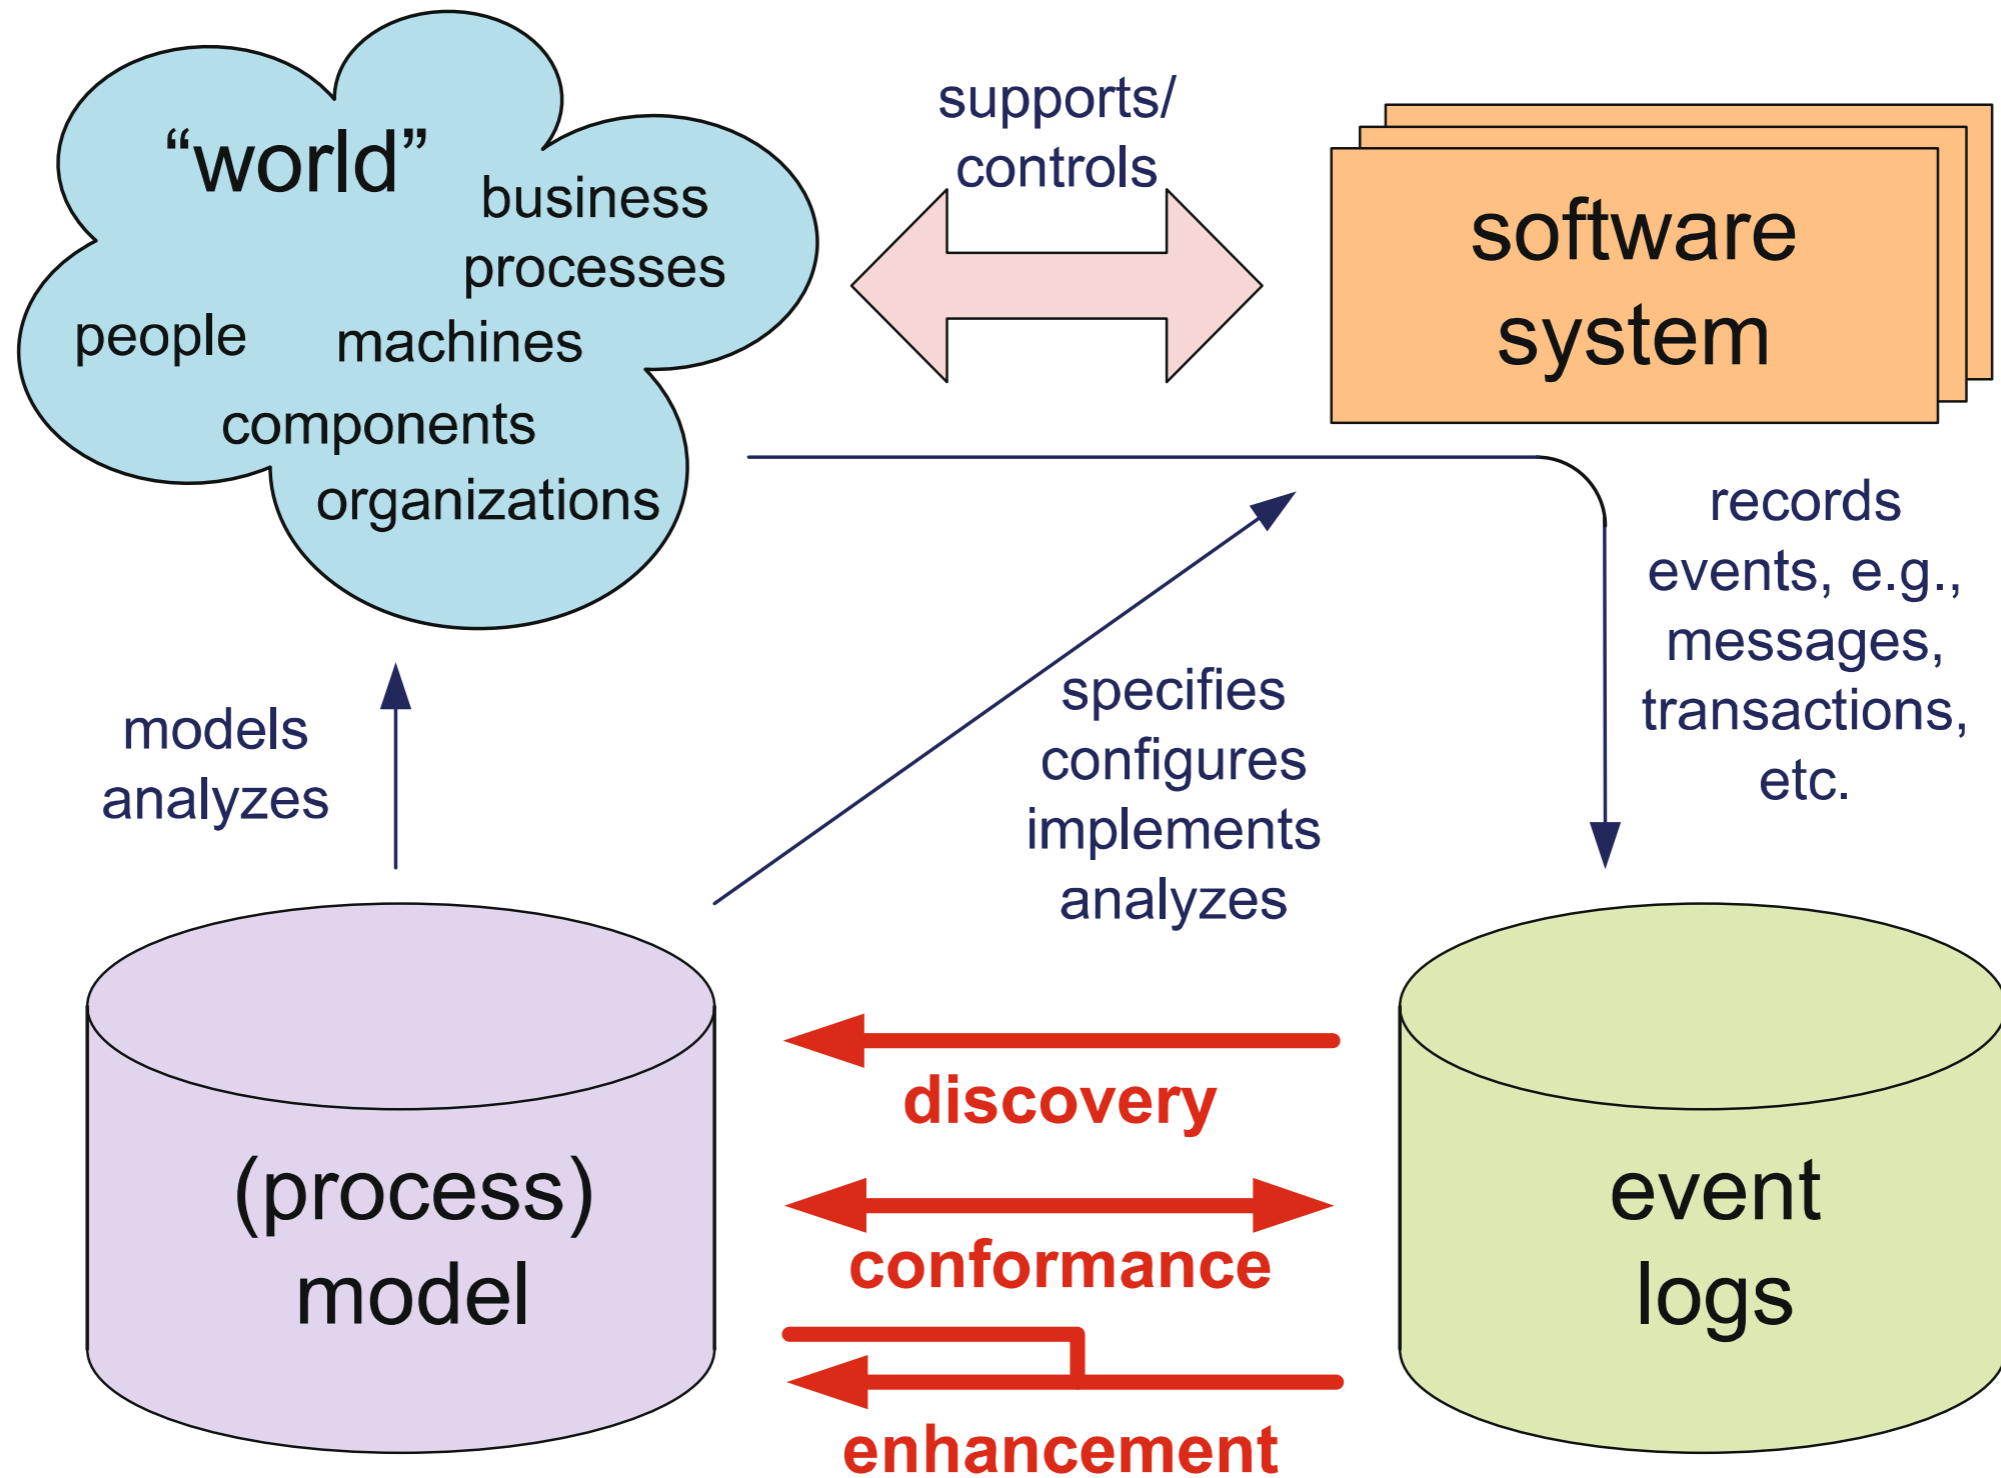 “world”
business
processes
people
machines
components
organizations
supports/
controls
software
system
records
events, e.g.,
messages,
transactions,
etc.
models
analyzes
specifies
configures
implements
analyzes
(process)
model
discovery
conformance
enhancement
event
logs